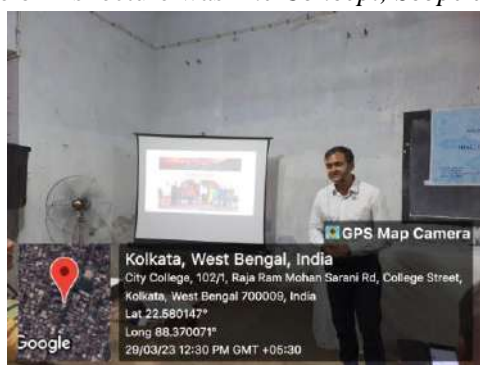 GPS Map Camera
Kolkata, West Bengal, India
City College, 102/1, Raja Ram Mohan Sarani Rd, College Street,
Kolkata, West Bengal 700009, India
Lat 22.580147°
Long 88.370071°
29/03/23 12:30 PM GMT +05:30
Google